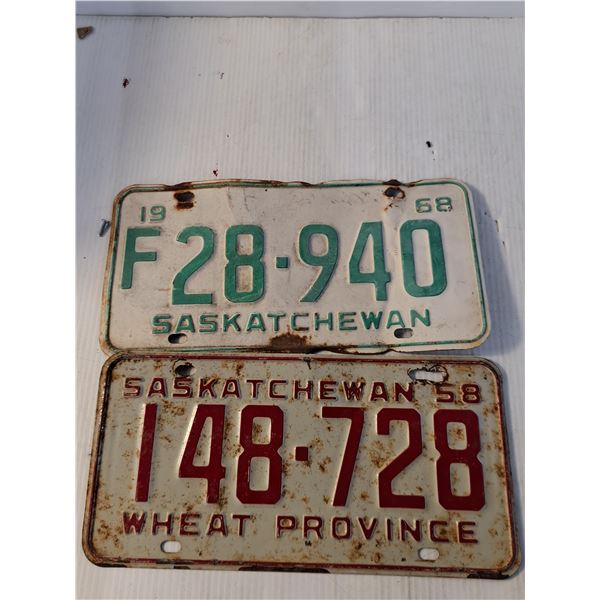 19 68
F28·940
SASKATCHEWAN
SASKATCHEWAN 58
148·728
WHEAT PROVINCE